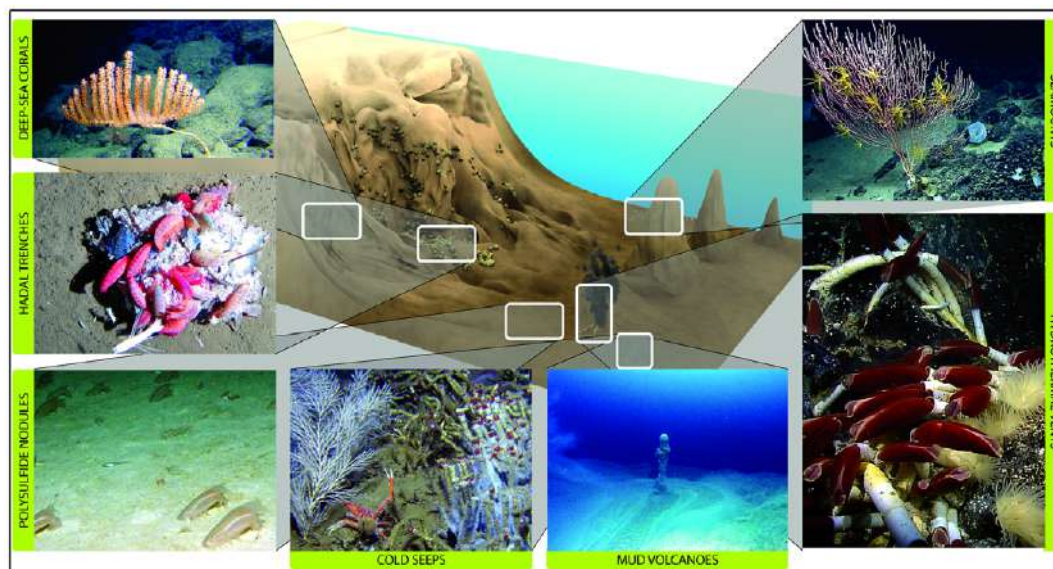 DEEP-SEA CORALS
HADAL TRENCHES
POLYSULFIDE NODULES
COLD SEEPS
MUD VOLCANOES